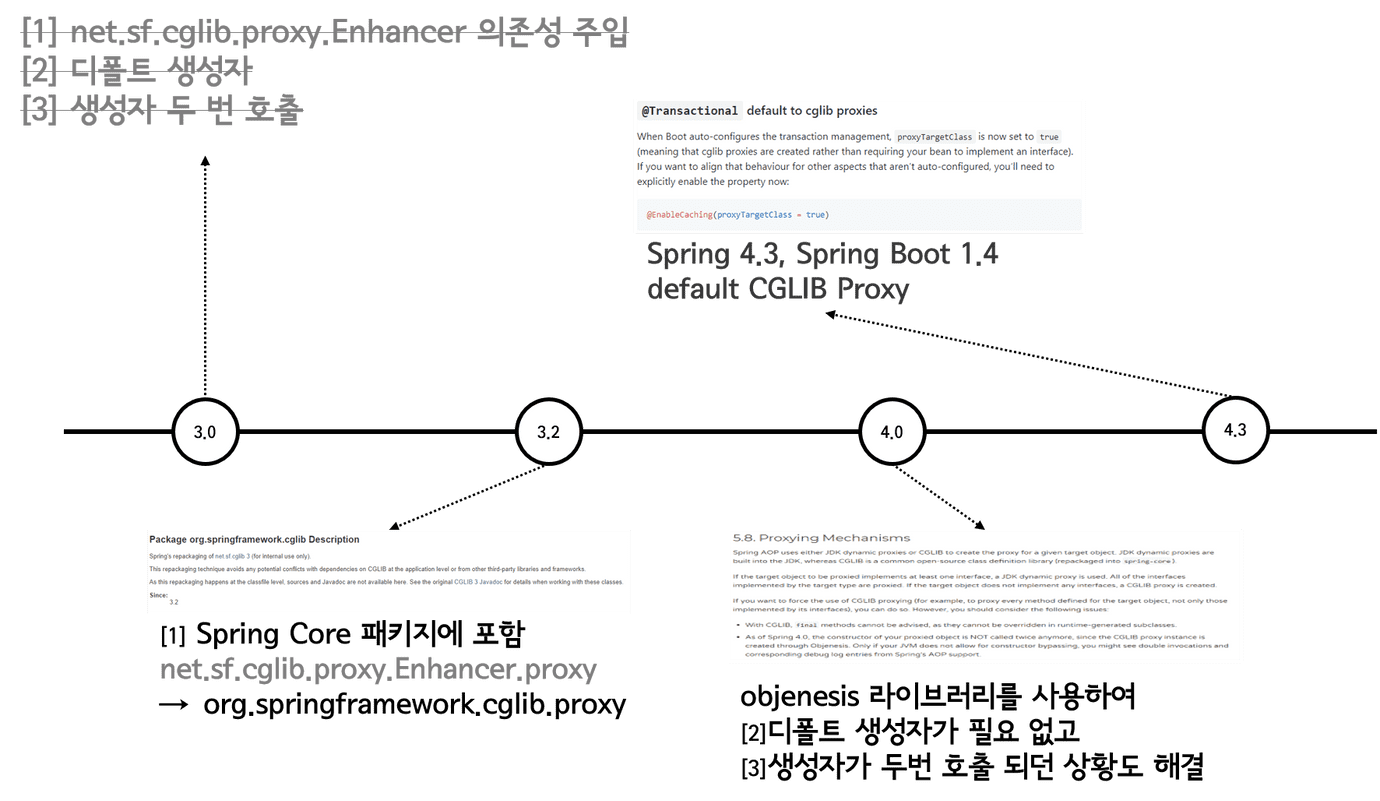 [1] net.sf.cglib.proxy.Enhancer 의존성 주입
[2] 디폴트 생성자
[3] 생성자 두 번 호출
@Transactional default to cglib proxies
When Boot auto-configures the transaction management, proxyTargetClass is now set to true
(meaning that cglib proxies are created rather than requiring your bean to implement an interface).
If you want to align that behaviour for other aspects that aren't auto-configured, you'll need to
explicitly enable the property now:
@EnableCaching(proxyTargetClass = true)
Spring 4.3, Spring Boot 1.4
default CGLIB Proxy
3.0
3.2
4.0
4.3
Package org.springframework.cglib Description
Spring's repackaging of net.sf.cglib 3 (for internal use only).
This repackaging technique avoids any potential conflicts with dependencies on CGLIB at the application level or from other third-party libraries and frameworks.
As this repackaging happens at the classfile level, sources and Javadoc are not available here. See the original CGLIB 3 Javadoc for details when working with these classes.
Since:
3.2
[1] Spring Core 패키지에 포함
net.sf.cglib.proxy.Enhancer.proxy
→ org.springframework.cglib.proxy
5.8. Proxying Mechanisms
Spring AOP uses either JDK dynamic proxies or CGLIB to create the proxy for a given target object. JDK dynamic proxies are
built into the JDK, whereas CGLIB is a common open-source class definition library (repackaged into spring-core).
If the target object to be proxied implements at least one interface, a JDK dynamic proxy is used. All of the interfaces
implemented by the target type are proxied. If the target object does not implement any interfaces, a CGLIB proxy is created.
If you want to force the use of CGLIB proxying (for example, to proxy every method defined for the target object, not only those
implemented by its interfaces), you can do so. However, you should consider the following issues:
• With CGLIB, final methods cannot be advised, as they cannot be overridden in runtime-generated subclasses.
• As of Spring 4.0, the constructor of your proxied object is NOT called twice anymore, since the CGLIB proxy instance is
created through Objenesis. Only if your JVM does not allow for constructor bypassing, you might see double invocations and
corresponding debug log entries from Spring's AOP support.
objenesis 라이브러리를 사용하여
[2]디폴트 생성자가 필요 없고
[3]생성자가 두번 호출 되던 상황도 해결